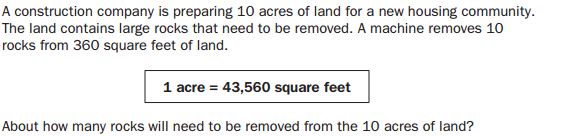 A construction company is preparing 10 acres of land for a new housing community.
The land contains large rocks that need to be removed. A machine removes 10
rocks from 360 square feet of land.
1 acre = 43,560 square feet
About how many rocks will need to be removed from the 10 acres of land?